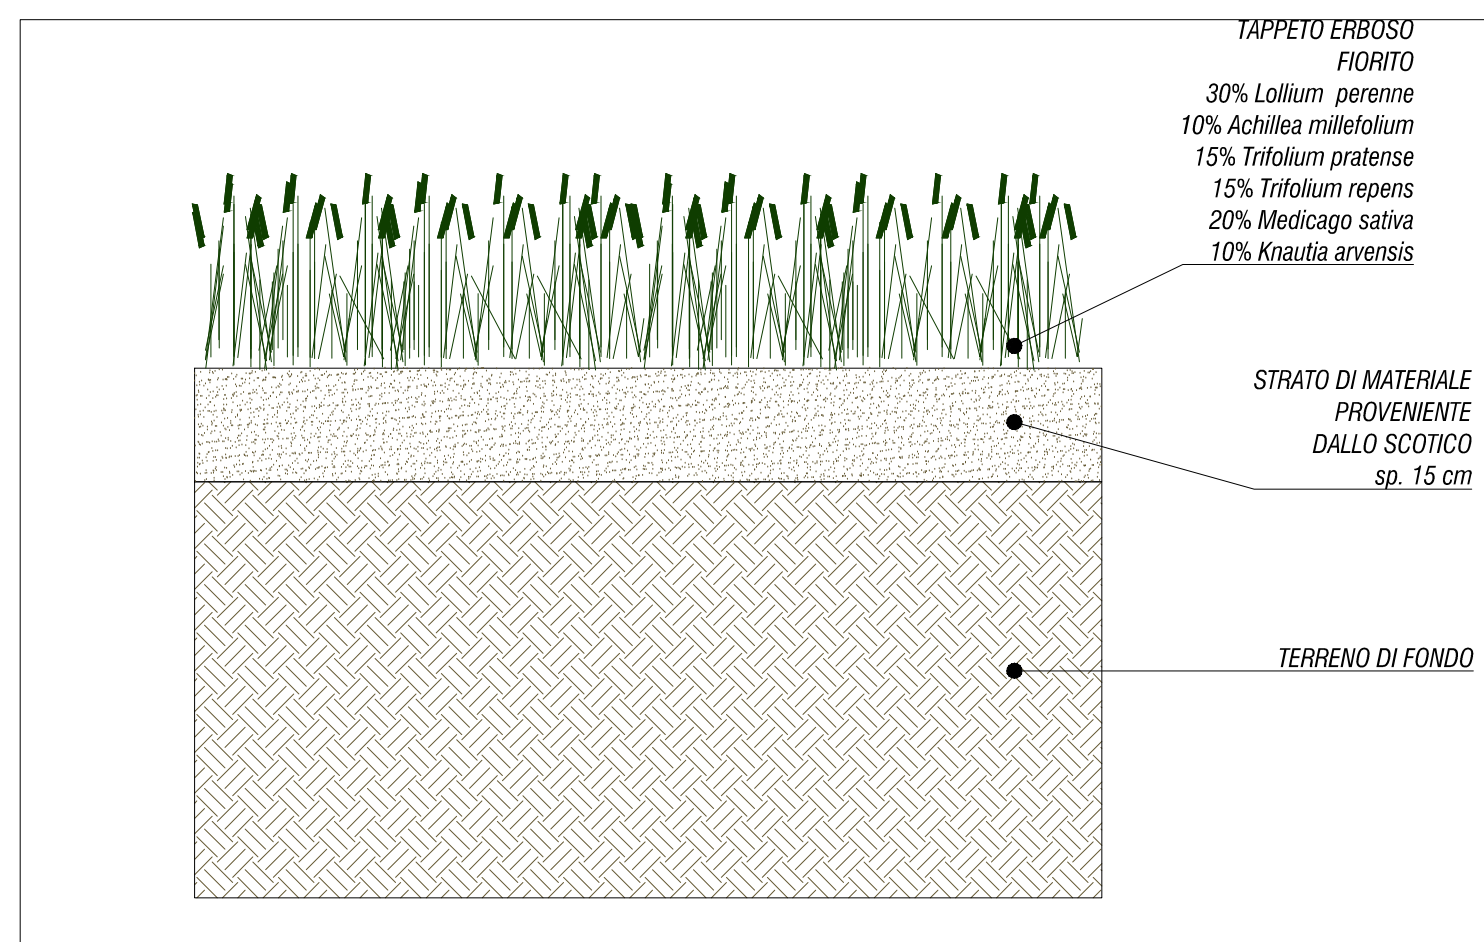 TAPPETO ERBOSO
FIORITO
30% Lollium perenne
10% Achillea millefolium
15% Trifolium pratense
15% Trifolium repens
20% Medicago sativa
10% Knautia arvensis
STRATO DI MATERIALE
PROVENIENTE
DALLO SCOTICO
sp. 15 cm
TERRENO DI FONDO